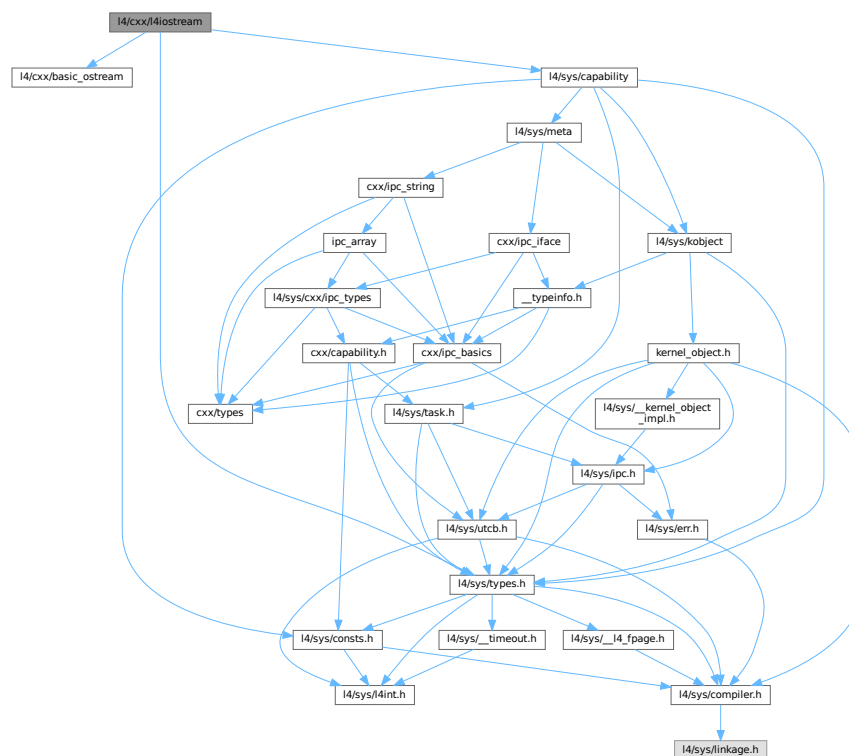 l4/cxx/l4iostream
l4/cxx/basic_ostream
l4/sys/capability
l4/sys/meta
cxx/ipc_string
ipc_array
cxx/ipc_iface
l4/sys/kobject
l4/sys/cxx/ipc_types
__typeinfo.h
cxx/capability.h
cxx/ipc_basics
kernel_object.h
cxx/types
l4/sys/task.h
l4/sys/__kernel_object
_impl.h
l4/sys/ipc.h
l4/sys/utcb.h
l4/sys/err.h
l4/sys/types.h
l4/sys/consts.h
l4/sys/__timeout.h
l4/sys/__l4_fpage.h
l4/sys/l4int.h
l4/sys/compiler.h
l4/sys/linkage.h